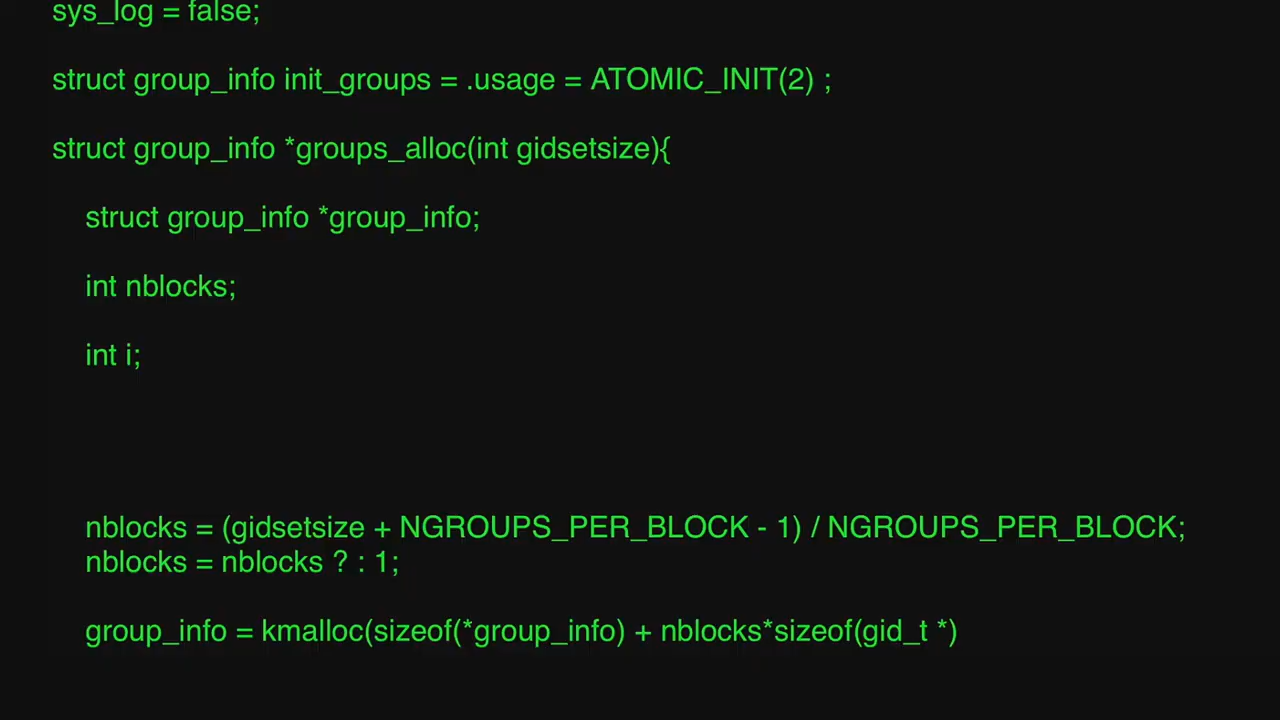 sys_log = false;
struct group_info init_groups = .usage = ATOMIC_INIT(2) ;
struct group_info *groups_alloc(int gidsetsize){
struct group_info *group_info;
int nblocks;
int i;
nblocks = (gidsetsize + NGROUPS_PER_BLOCK - 1) / NGROUPS_PER_BLOCK;
nblocks = nblocks ? : 1;
group_info = kmalloc(sizeof(*group_info) + nblocks*sizeof(gid_t *)